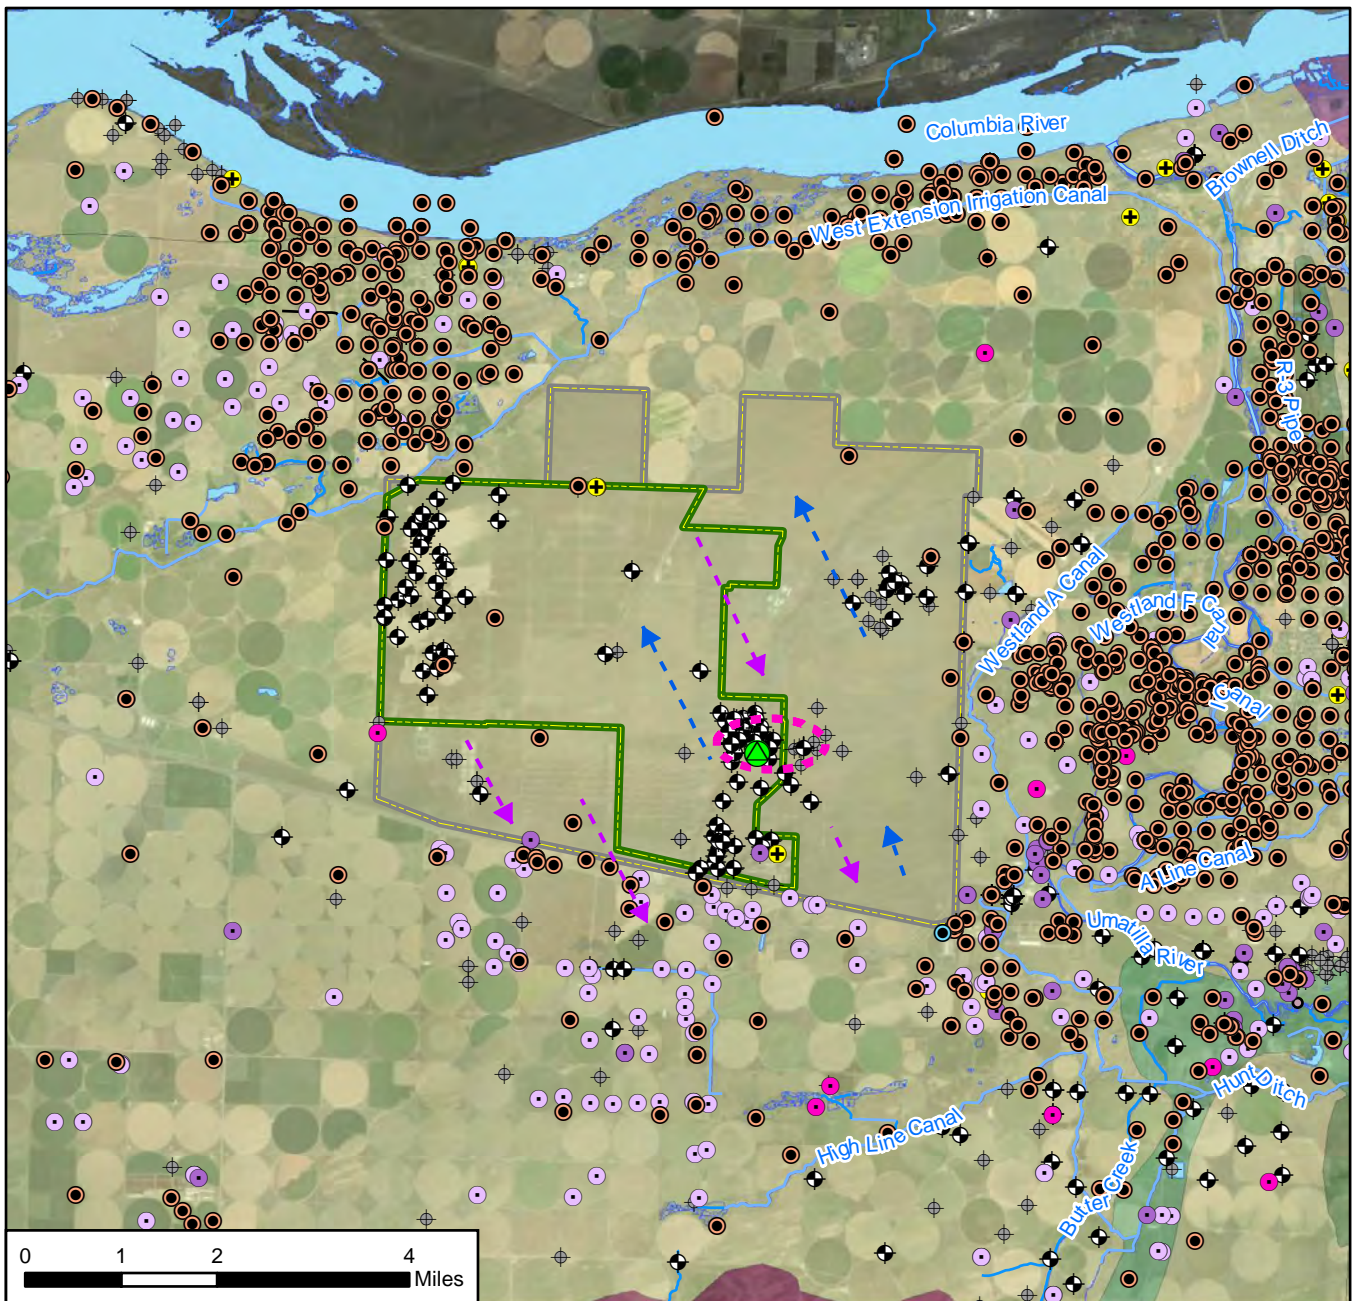 Columbia River
Brownell Ditch
West Extension Irrigation Canal
R-3 Pipe
Westland A Canal
Westland F Canal
Canal
A Line Canal
Umatilla River
Hunt Ditch
High Line Canal
Butter Creek
0 1 2 4
Miles